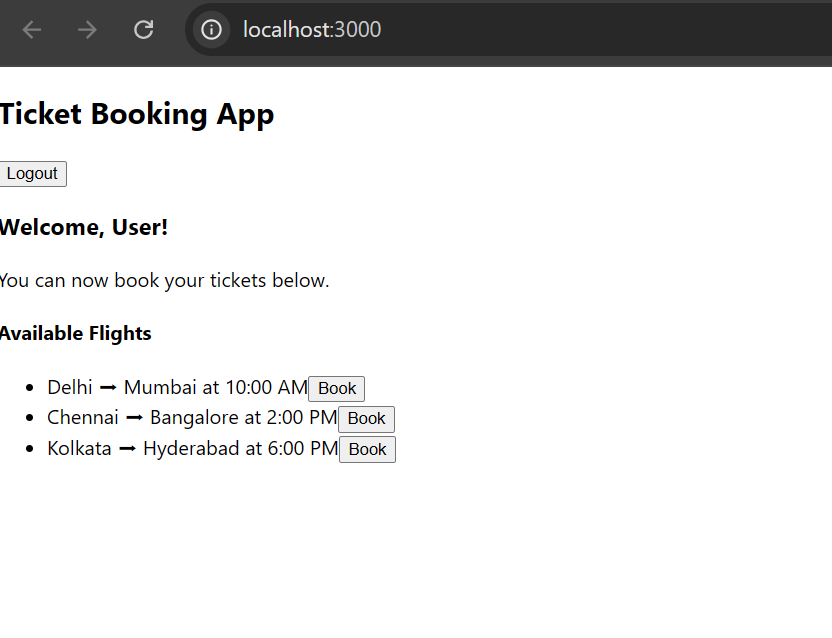 localhost:3000
Ticket Booking App
Logout
Welcome, User!
You can now book your tickets below.
Available Flights
• Delhi ➞ Mumbai at 10:00 AM Book
• Chennai ➞ Bangalore at 2:00 PM Book
• Kolkata ➞ Hyderabad at 6:00 PM Book